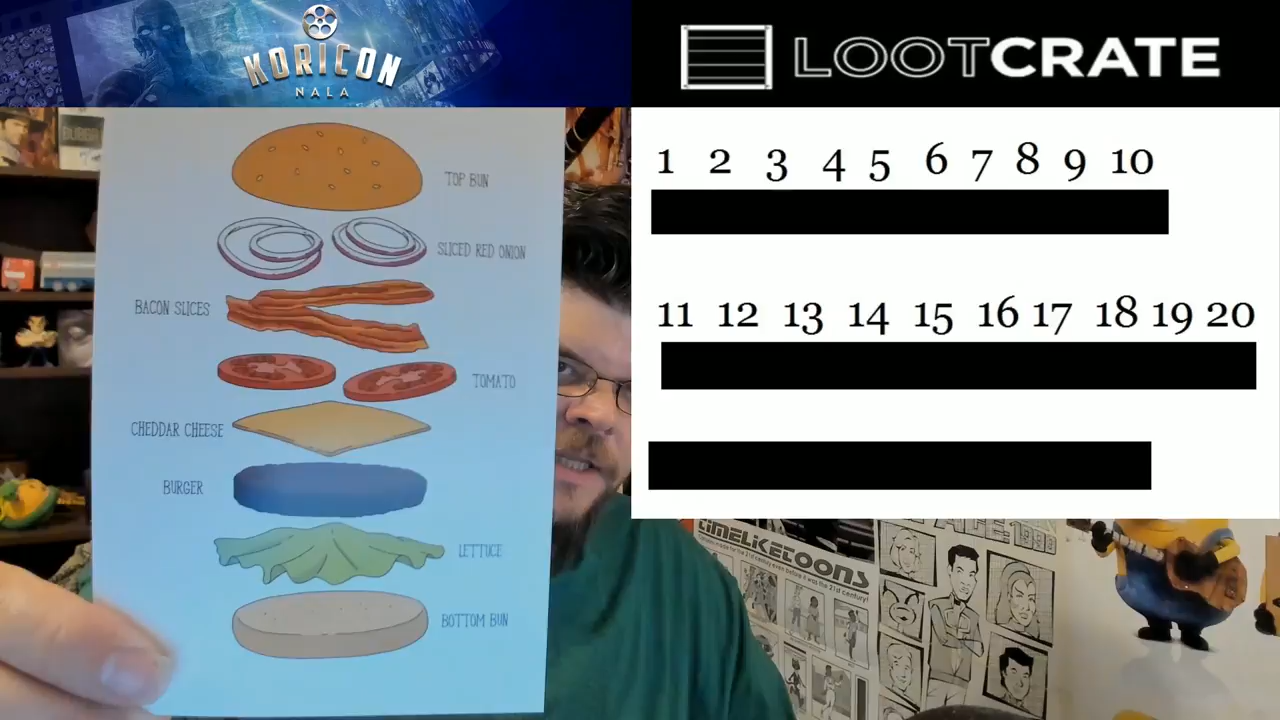 KORICON
NALA
LOOTCRATE
TOP BUN
SLICED RED ONION
BACON SLICES
TOMATO
CHEDDAR CHEESE
BURGER
LETTUCE
BOTTOM BUN
1 2 3 4 5 6 7 8 9 10
11 12 13 14 15 16 17 18 19 20
TiMELiKETOONS